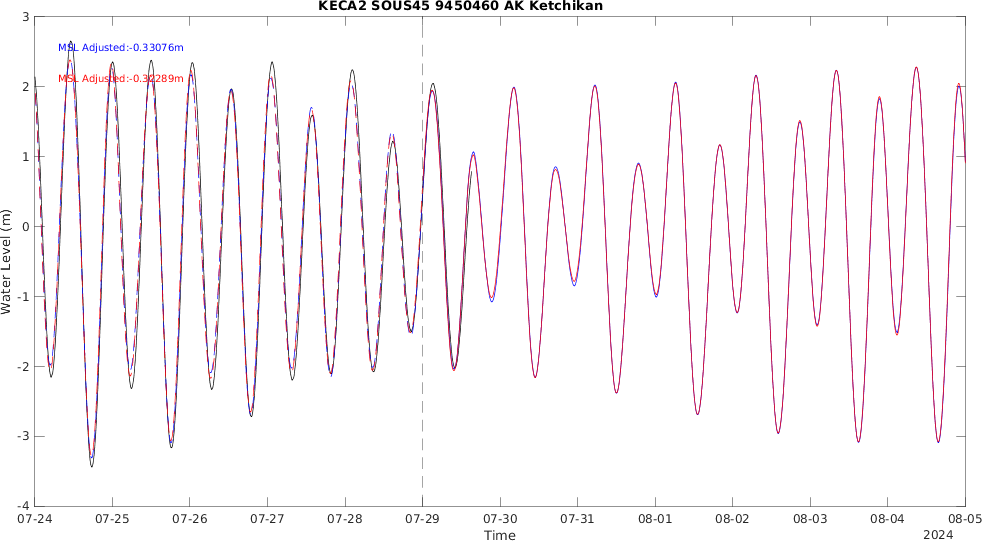 KECA2 SOUS45 9450460 AK Ketchikan
3
2
1
0
-1
-2
-3
-4
Water Level (m)
MSL Adjusted:-0.33076m
MSL Adjusted:-0.32289m
07-24 07-25 07-26 07-27 07-28 07-29 07-30 07-31 08-01 08-02 08-03 08-04 08-05
Time
2024